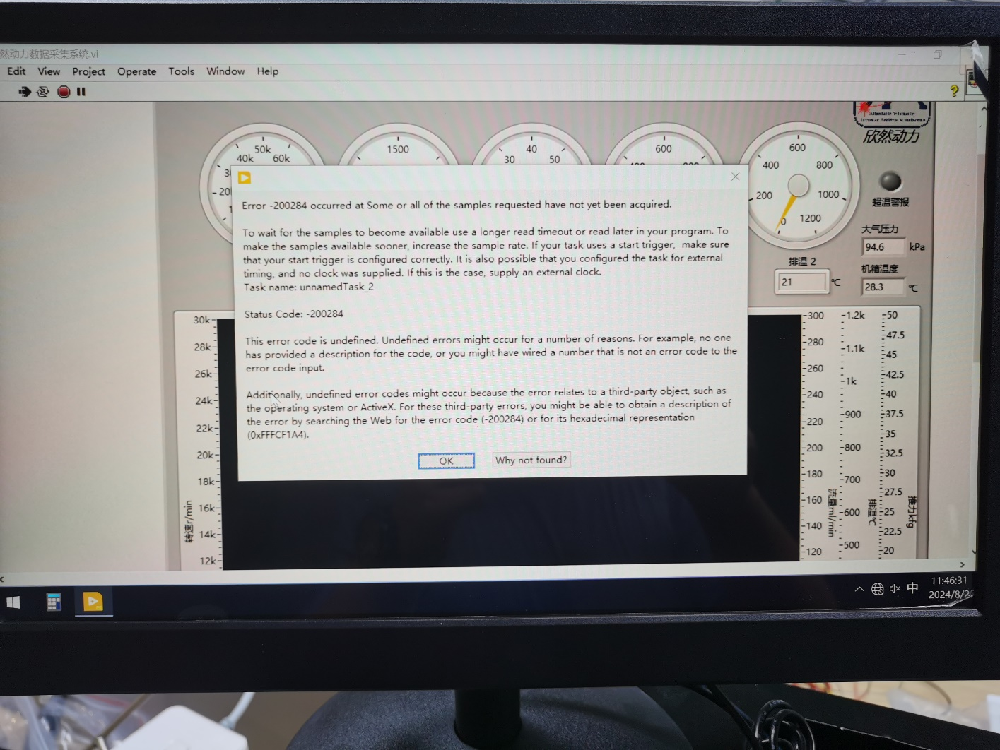 然动力数据采集系统.vi
Edit View Project Operate Tools Window Help
?
50k
40k 60k
20
1500
40
30 50
600
600
400 800
200 1000
0 1200
欣然动力
超温警报
大气压力
94.6 kPa
排温 2
机箱温度
21 ℃
28.3 ℃
Error -200284 occurred at Some or all of the samples requested have not yet been acquired.
To wait for the samples to become available use a longer read timeout or read later in your program. To
make the samples available sooner, increase the sample rate. If your task uses a start trigger, make sure
that your start trigger is configured correctly. It is also possible that you configured the task for external
timing, and no clock was supplied. If this is the case, supply an external clock.
Task name: unnamedTask_2
Status Code: -200284
This error code is undefined. Undefined errors might occur for a number of reasons. For example, no one
has provided a description for the code, or you might have wired a number that is not an error code to the
error code input.
Additionally, undefined error codes might occur because the error relates to a third-party object, such as
the operating system or ActiveX. For these third-party errors, you might be able to obtain a description of
the error by searching the Web for the error code (-200284) or for its hexadecimal representation
(0xFFFCF1A4).
OK Why not found?
30k
28k
26k
24k
22k
20k
18k
16k
14k
12k
转速r/min
300
280
260
240
220
200
180
160
140
120
流量ml/min
1.2k
1.1k
1k
900
800
700
600
500
排温℃
50
47.5
45
42.5
40
37.5
35
32.5
30
27.5
25
22.5
20
推力kfg
中
11:46:31
2024/8/2